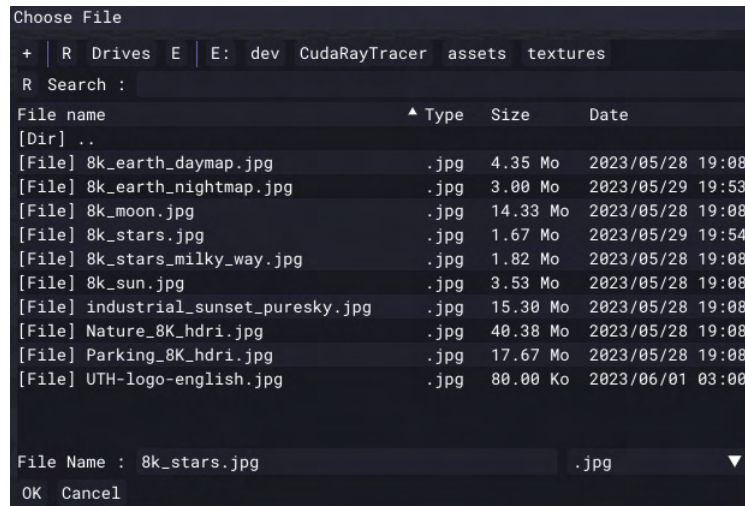 Choose File
+ R Drives E E: dev CudaRayTracer assets textures
R Search :
File name ▲ Type Size Date
[Dir] ..
[File] 8k_earth_daymap.jpg .jpg 4.35 Mo 2023/05/28 19:08
[File] 8k_earth_nightmap.jpg .jpg 3.00 Mo 2023/05/29 19:53
[File] 8k_moon.jpg .jpg 14.33 Mo 2023/05/28 19:08
[File] 8k_stars.jpg .jpg 1.67 Mo 2023/05/29 19:54
[File] 8k_stars_milky_way.jpg .jpg 1.82 Mo 2023/05/28 19:08
[File] 8k_sun.jpg .jpg 3.53 Mo 2023/05/28 19:08
[File] industrial_sunset_puresky.jpg .jpg 15.30 Mo 2023/05/28 19:08
[File] Nature_8K_hdri.jpg .jpg 40.38 Mo 2023/05/28 19:08
[File] Parking_8K_hdri.jpg .jpg 17.67 Mo 2023/05/28 19:08
[File] UTH-logo-english.jpg .jpg 80.00 Ko 2023/06/01 03:00
File Name : 8k_stars.jpg .jpg ▼
OK Cancel